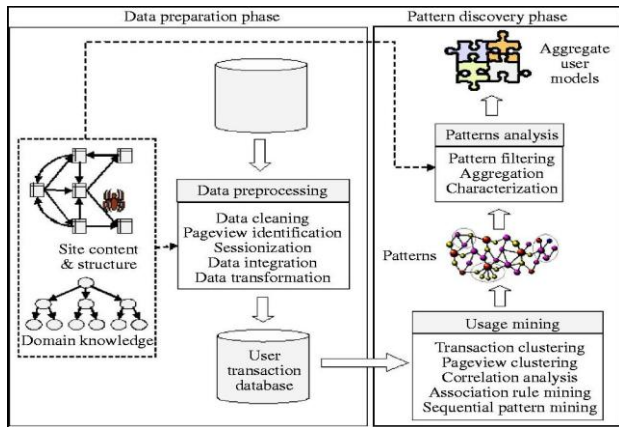 Data preparation phase
Site content
& structure
Domain knowledge
Data preprocessing
Data cleaning
Pageview identification
Sessionization
Data integration
Data transformation
User
transaction
database
Pattern discovery phase
Aggregate
user
models
Patterns analysis
Pattern filtering
Aggregation
Characterization
Patterns
Usage mining
Transaction clustering
Pageview clustering
Correlation analysis
Association rule mining
Sequential pattern mining